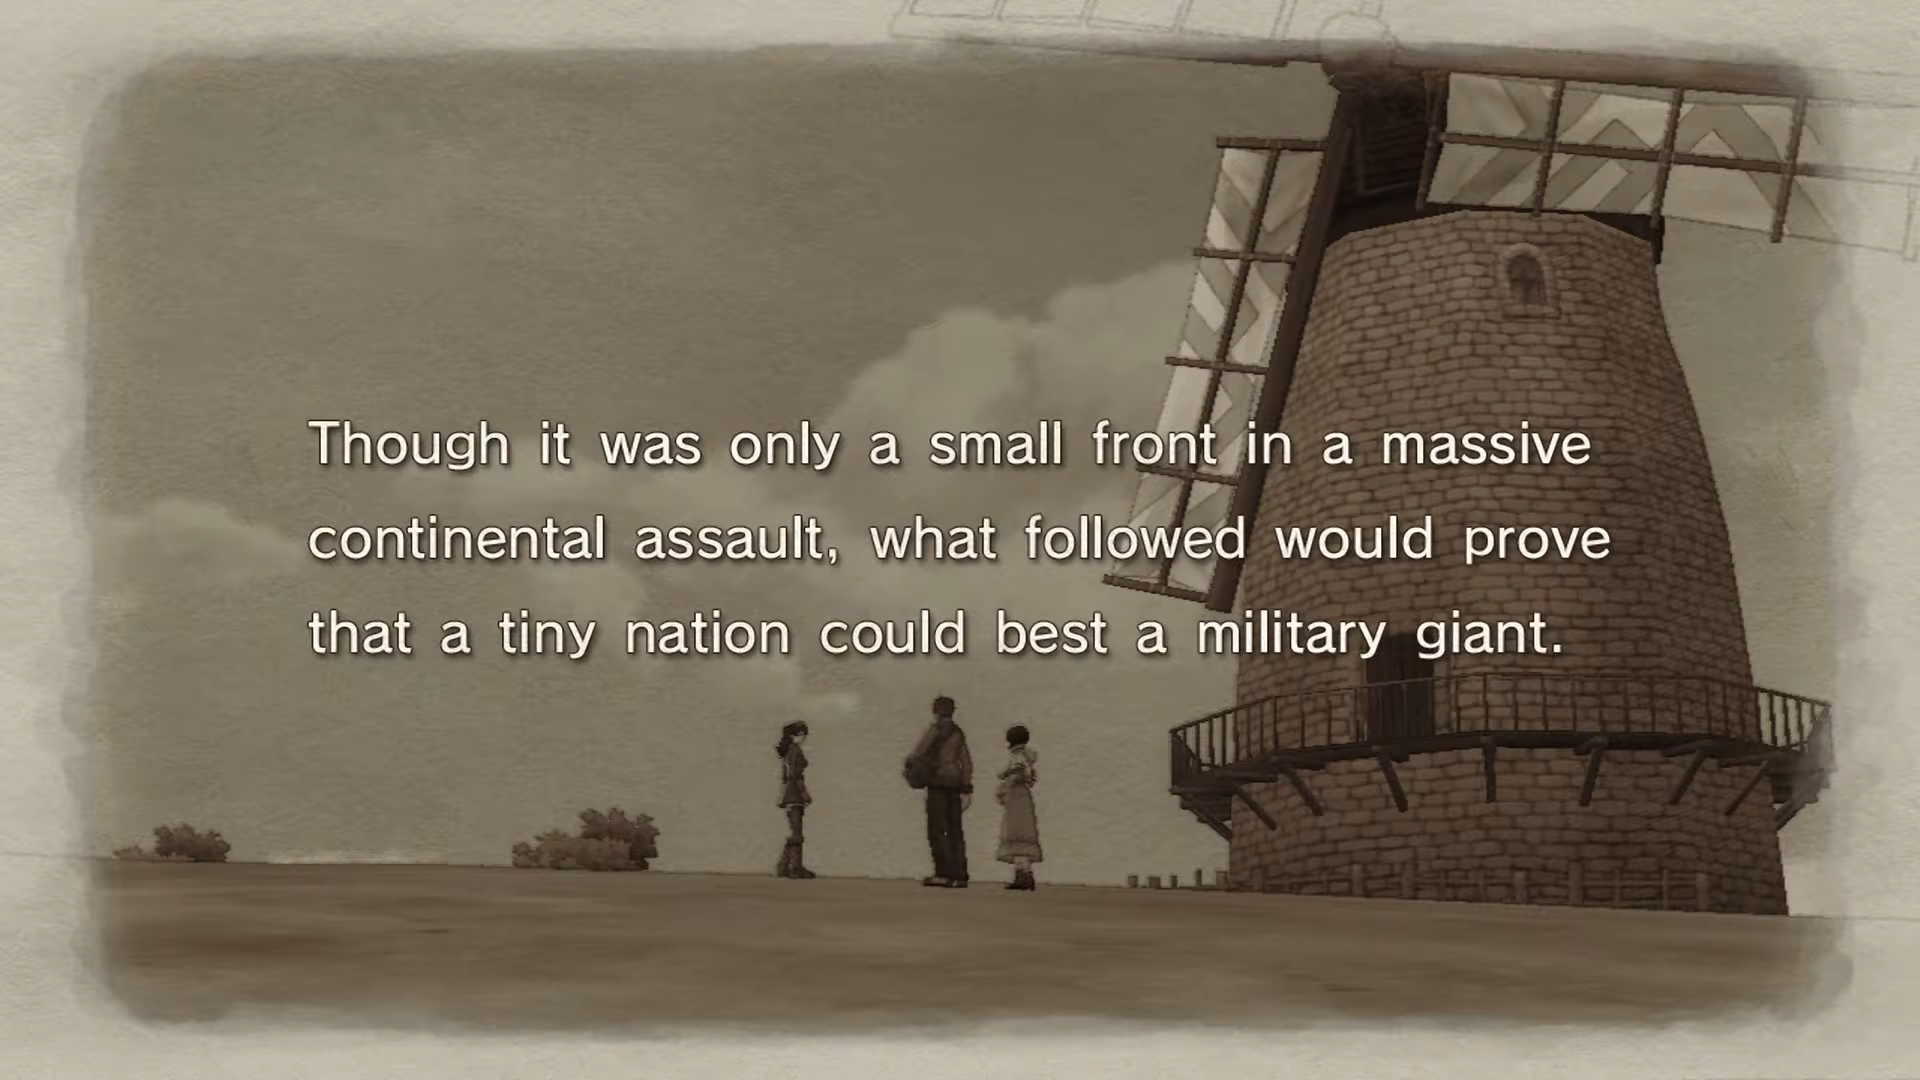 Though it was only a small front in a massive
continental assault, what followed would prove
that a tiny nation could best a military giant.